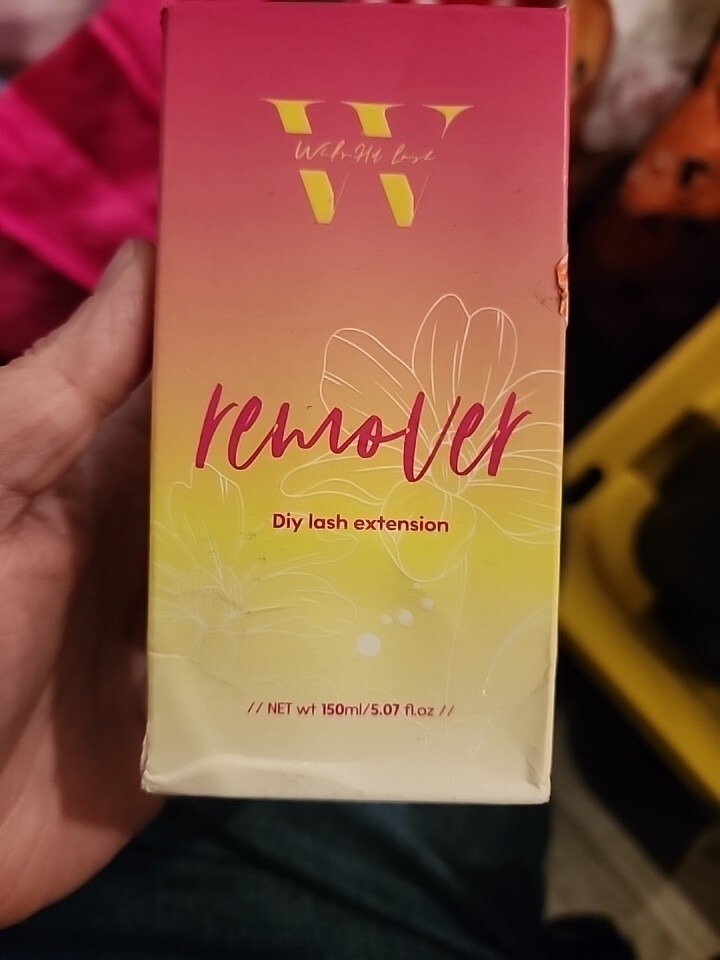 W
remover
Diy lash extension
// NET wt 150ml/5.07 fl.oz //